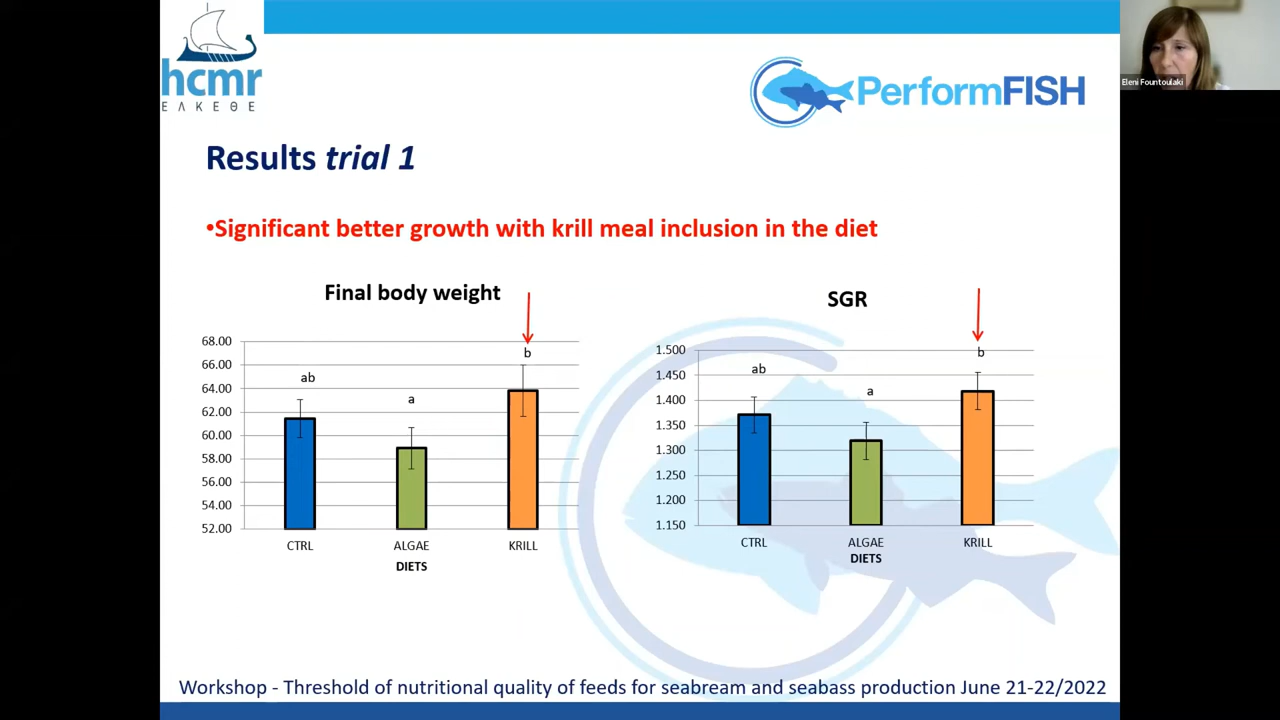 hcmr
ΕΛΚΕΘΕ
PerformFISH
Eleni Fountoulaki
Results trial 1
•Significant better growth with krill meal inclusion in the diet
Final body weight
68.00
66.00
64.00
62.00
60.00
58.00
56.00
54.00
52.00
ab
a
b
CTRL
ALGAE
KRILL
DIETS
SGR
1.500
1.450
1.400
1.350
1.300
1.250
1.200
1.150
ab
a
b
CTRL
ALGAE
KRILL
DIETS
Workshop - Threshold of nutritional quality of feeds for seabream and seabass production June 21-22/2022